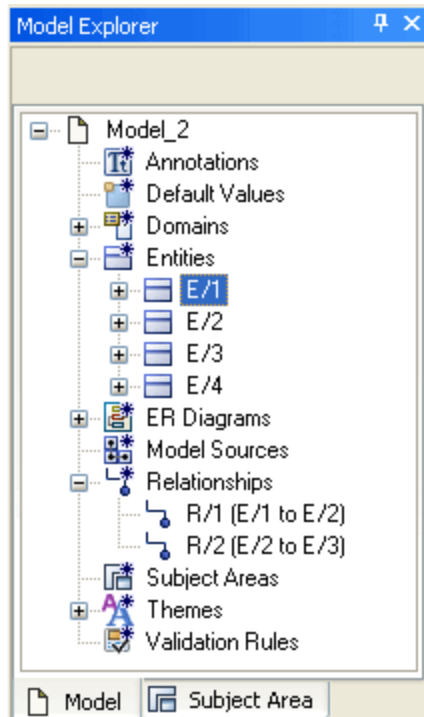 Model Explorer
Model_2
Annotations
Default Values
Domains
Entities
E/1
E/2
E/3
E/4
ER Diagrams
Model Sources
Relationships
R/1 (E/1 to E/2)
R/2 (E/2 to E/3)
Subject Areas
Themes
Validation Rules
Model Subject Area